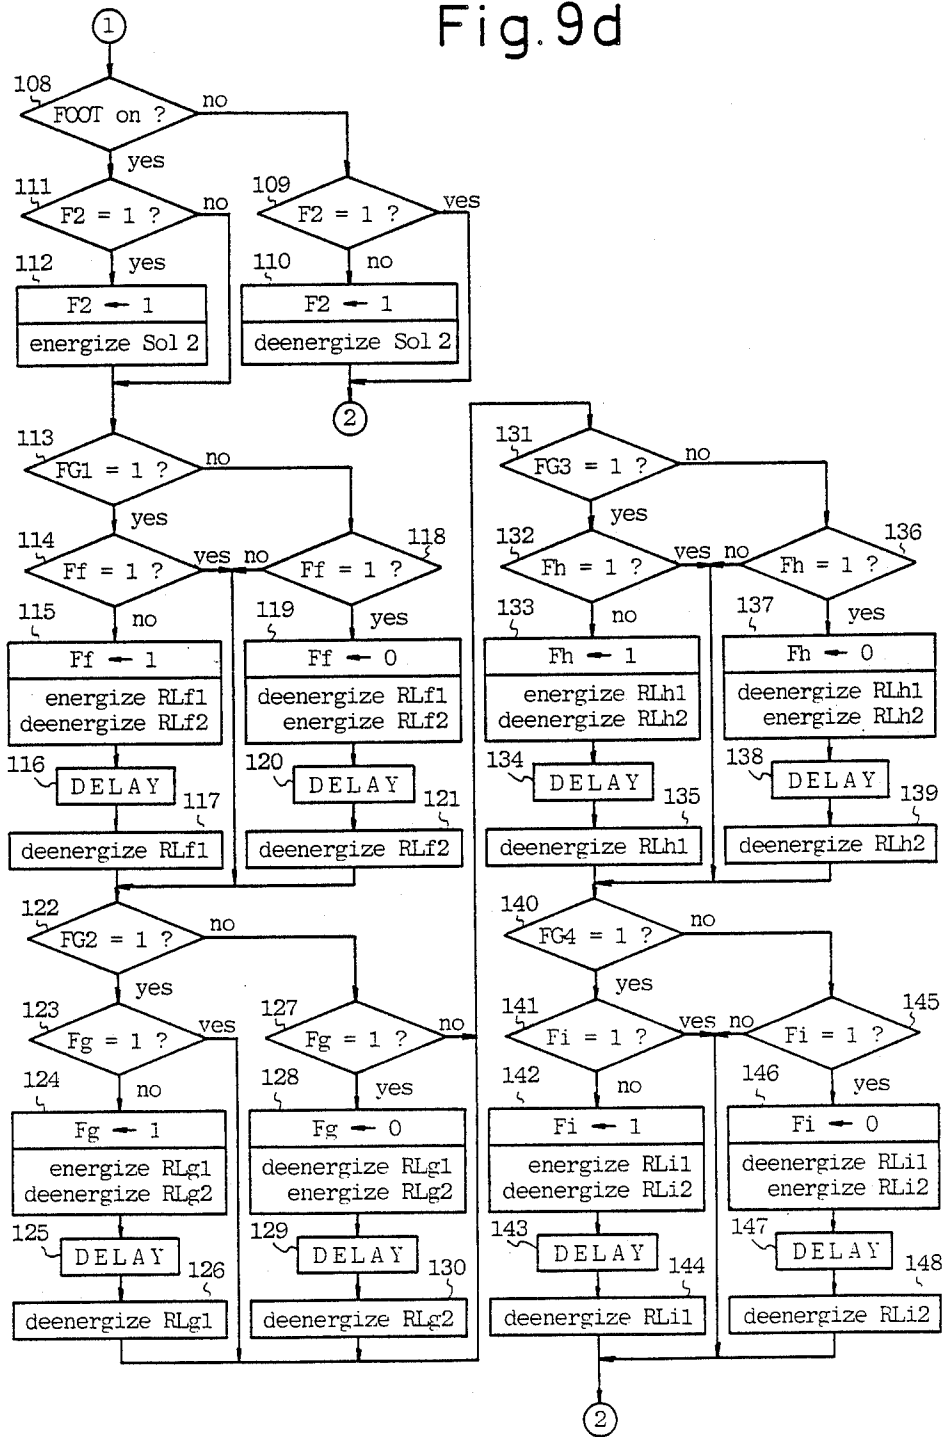 Fig. 9d
1
108
FOOT on ?
no
yes
111
F2 = 1 ?
no
yes
109
F2 = 1 ?
yes
no
112
F2 ← 1
energize Sol 2
110
F2 ← 1
deenergize Sol 2
2
113
FG1 = 1 ?
no
yes
114
Ff = 1 ?
yes
no
118
Ff = 1 ?
no
yes
115
Ff ← 1
energize RLf1
deenergize RLf2
119
Ff ← 0
deenergize RLf1
energize RLf2
116
DELAY
120
DELAY
117
deenergize RLf1
121
deenergize RLf2
122
FG2 = 1 ?
no
yes
123
Fg = 1 ?
yes
no
127
Fg = 1 ?
no
yes
124
Fg ← 1
energize RLg1
deenergize RLg2
128
Fg ← 0
deenergize RLg1
energize RLg2
125
DELAY
129
DELAY
126
deenergize RLg1
130
deenergize RLg2
131
FG3 = 1 ?
no
yes
132
Fh = 1 ?
yes
no
136
Fh = 1 ?
no
yes
133
Fh ← 1
energize RLh1
deenergize RLh2
137
Fh ← 0
deenergize RLh1
energize RLh2
134
DELAY
138
DELAY
135
deenergize RLh1
139
deenergize RLh2
140
FG4 = 1 ?
no
yes
141
Fi = 1 ?
yes
no
145
Fi = 1 ?
no
yes
142
Fi ← 1
energize RLi1
deenergize RLi2
146
Fi ← 0
deenergize RLi1
energize RLi2
143
DELAY
147
DELAY
144
deenergize RLi1
148
deenergize RLi2
2